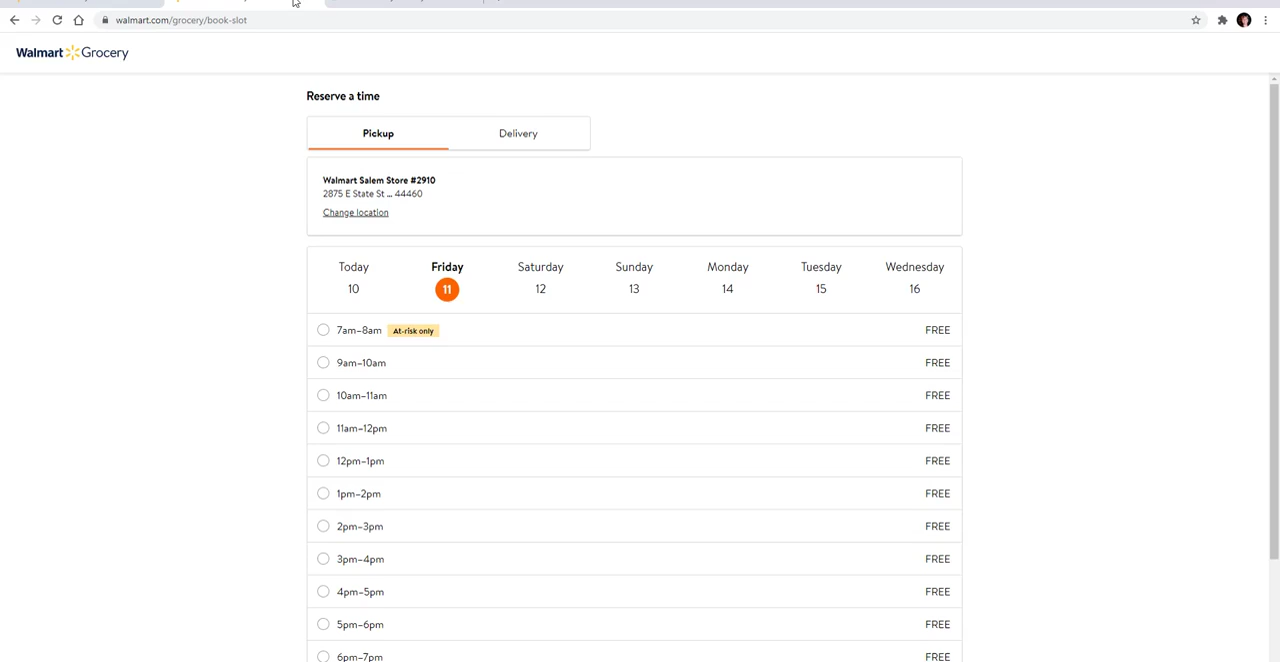 walmart.com/grocery/book-slot
Walmart Grocery
Reserve a time
Pickup Delivery
Walmart Salem Store #2910
2875 E State St ... 44460
Change location
Today Friday Saturday Sunday Monday Tuesday Wednesday
10 11 12 13 14 15 16
7am–8am At-risk only FREE
9am–10am FREE
10am–11am FREE
11am–12pm FREE
12pm–1pm FREE
1pm–2pm FREE
2pm–3pm FREE
3pm–4pm FREE
4pm–5pm FREE
5pm–6pm FREE
6pm–7pm FREE